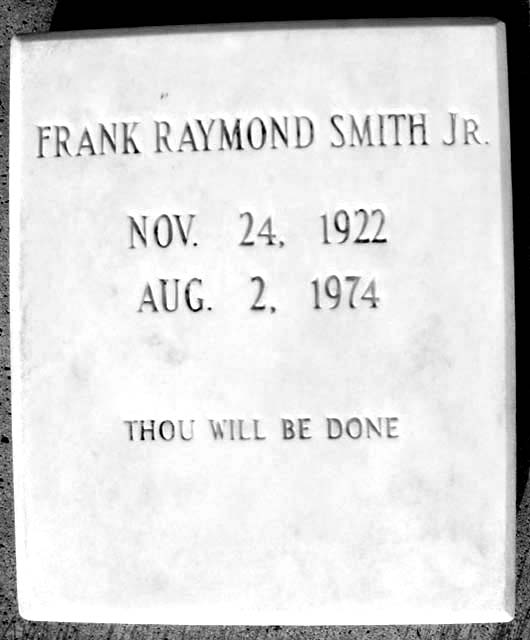 FRANK RAYMOND SMITH JR.
NOV. 24, 1922
AUG. 2, 1974
THOU WILL BE DONE